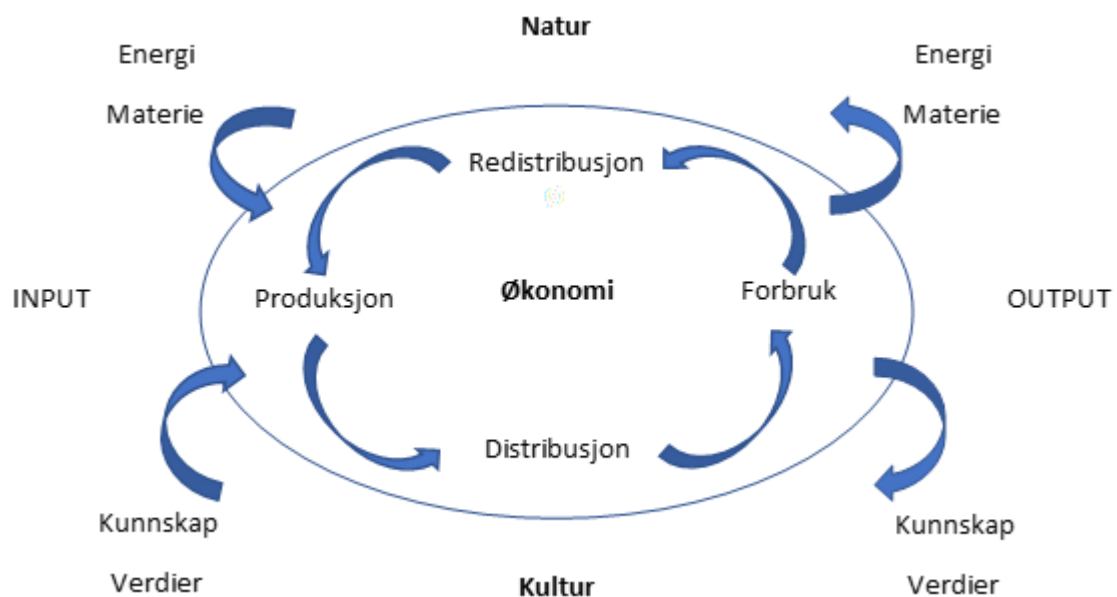 Natur
Energi
Energi
Materie
Materie
Redistribusjon
INPUT
Produksjon
Økonomi
Forbruk
OUTPUT
Distribusjon
Kunnskap
Kunnskap
Verdier
Kultur
Verdier